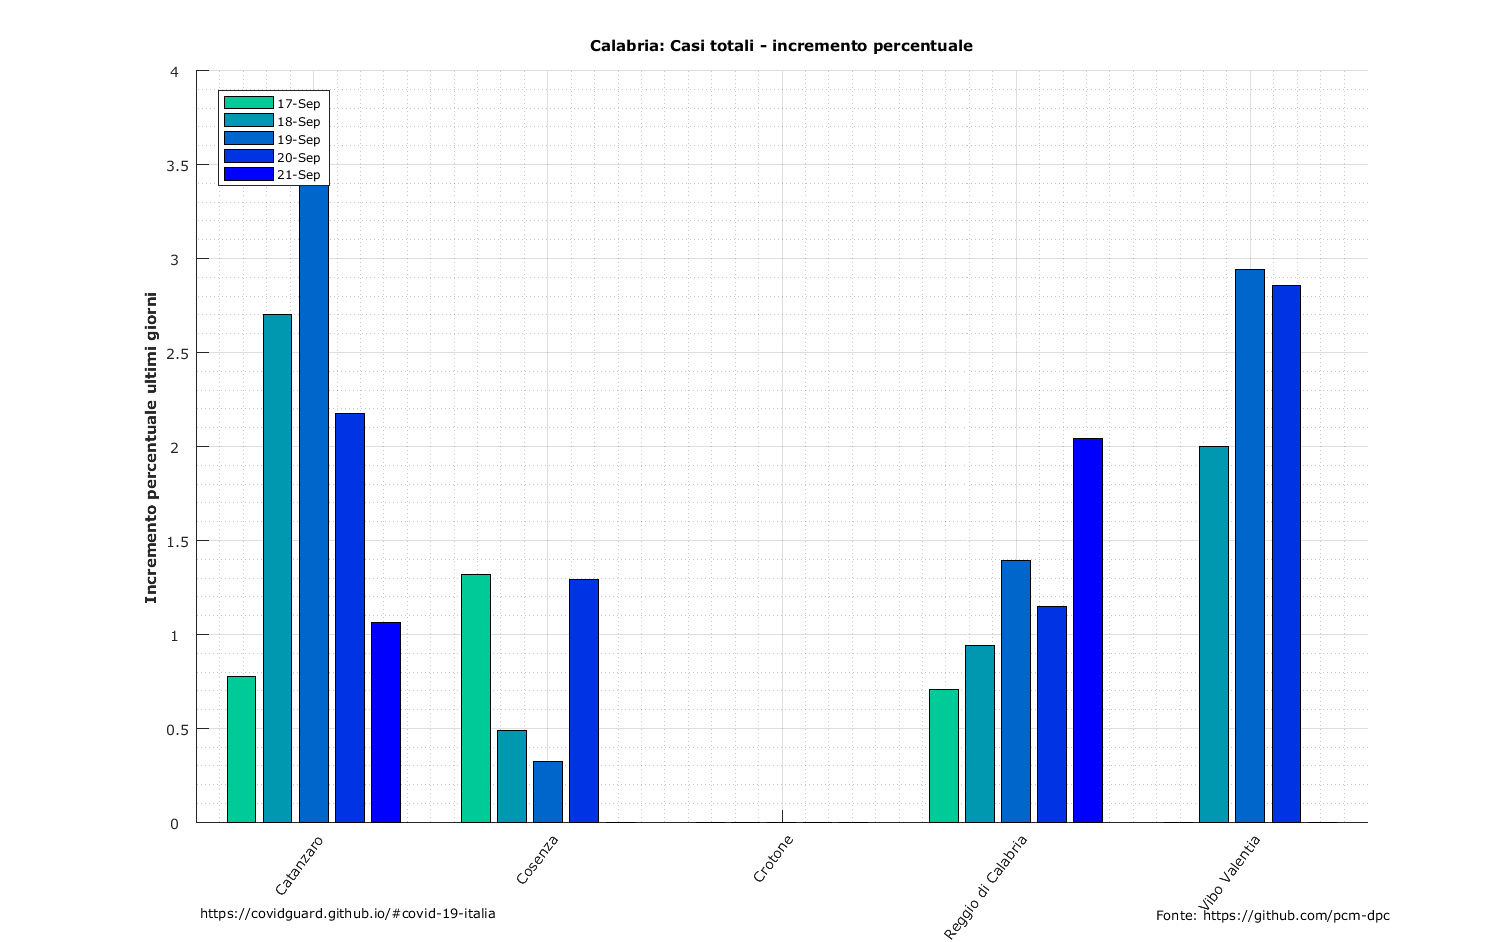 Calabria: Casi totali - incremento percentuale
Incremento percentuale ultimi giorni
4
3.5
3
2.5
2
1.5
1
0.5
0
17-Sep
18-Sep
19-Sep
20-Sep
21-Sep
Catanzaro
Cosenza
Crotone
Reggio di Calabria
Vibo Valentia
https://covidguard.github.io/#covid-19-italia
Fonte: https://github.com/pcm-dpc